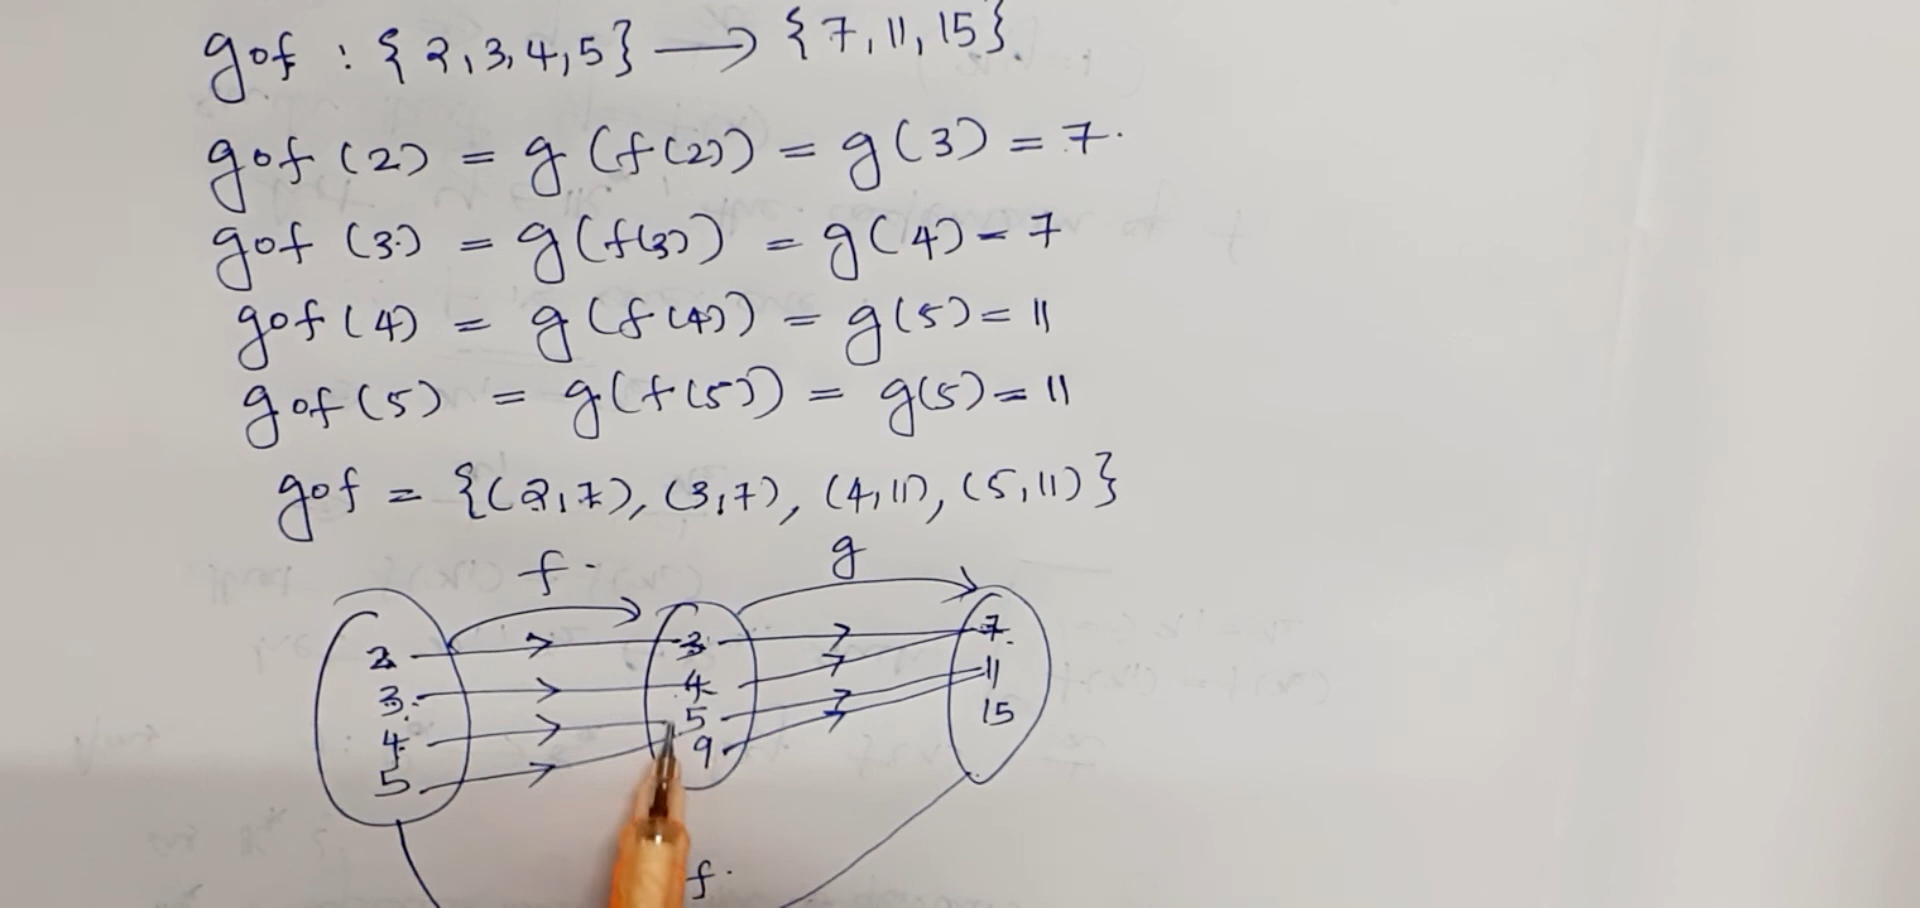 gof : {2,3,4,5} ⟶ {7,11,15}.
gof (2) = g (f(2)) = g(3) = 7.
gof (3) = g(f(3)) = g(4) = 7
gof (4) = g (f(4)) = g(5) = 11
gof (5) = g(f(5)) = g(5) = 11
gof = {(2,7), (3,7), (4,11), (5,11)}
f. g
2 3 7
3 4 11
4 5 15
5 9
f.